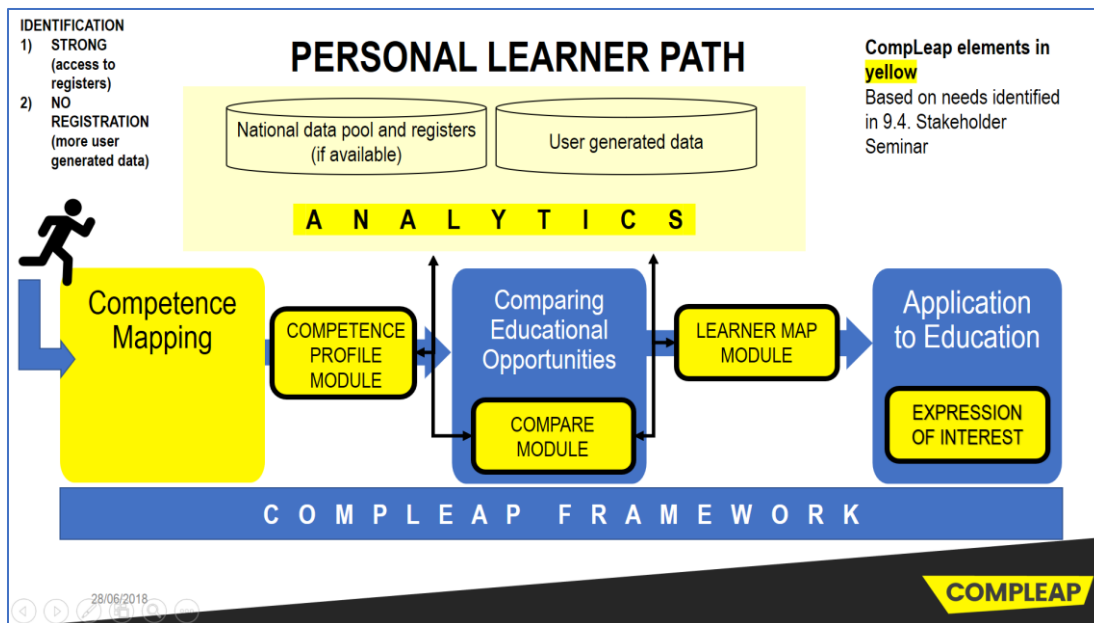 IDENTIFICATION
1) STRONG
(access to
registers)
2) NO
REGISTRATION
(more user
generated data)
PERSONAL LEARNER PATH
CompLeap elements in
yellow
Based on needs identified
in 9.4. Stakeholder
Seminar
National data pool and registers
(if available)
User generated data
A N A L Y T I C S
Competence
Mapping
COMPETENCE
PROFILE
MODULE
Comparing
Educational
Opportunities
COMPARE
MODULE
LEARNER MAP
MODULE
Application
to Education
EXPRESSION
OF INTEREST
C O M P L E A P F R A M E W O R K
28/06/2018
COMPLEAP